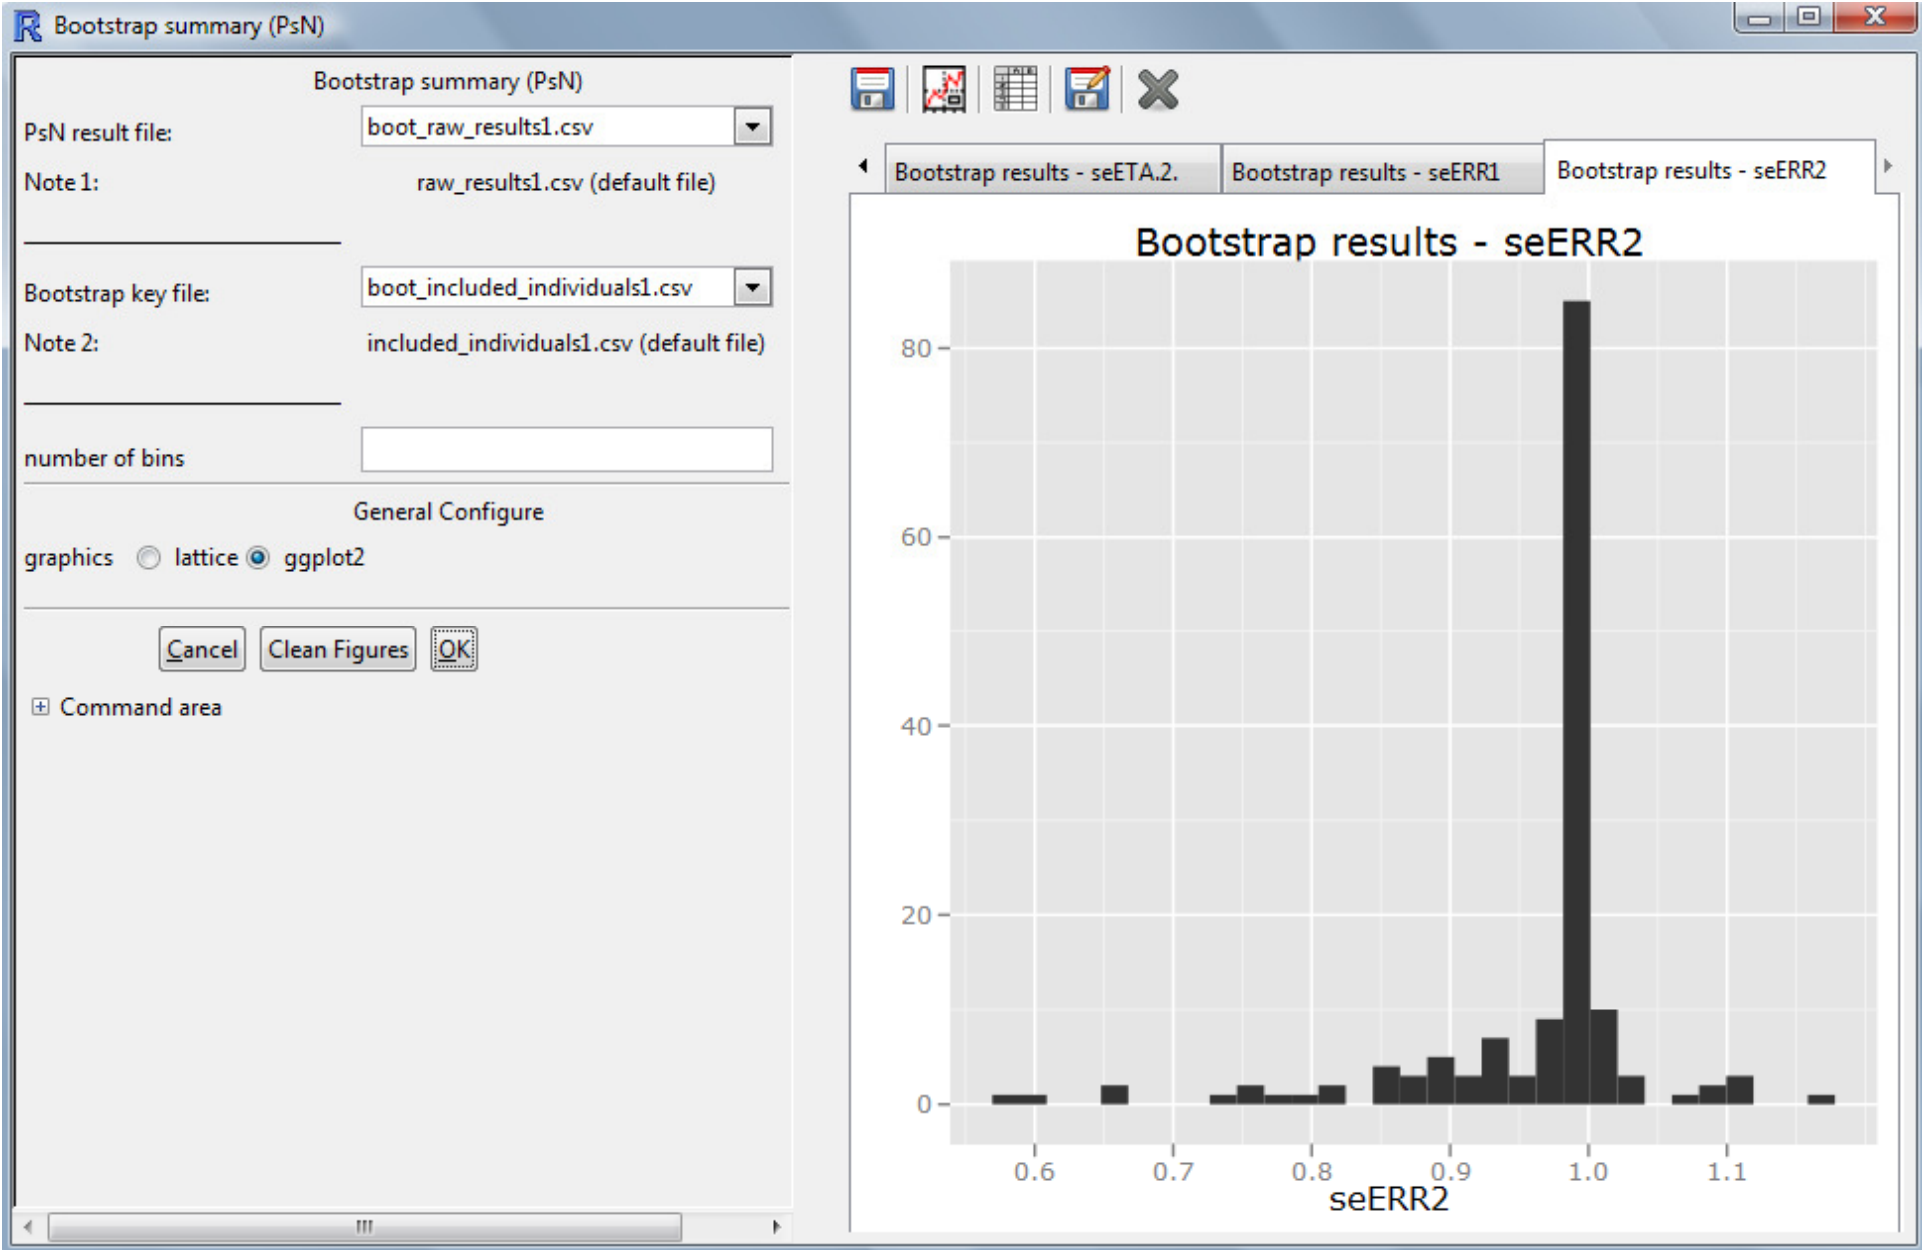 Bootstrap summary (PsN)
Bootstrap summary (PsN)
PsN result file:
boot_raw_results1.csv
Note 1:
raw_results1.csv (default file)
Bootstrap key file:
boot_included_individuals1.csv
Note 2:
included_individuals1.csv (default file)
number of bins
General Configure
graphics lattice ggplot2
Cancel Clean Figures OK
Command area
Bootstrap results - seETA.2. Bootstrap results - seERR1 Bootstrap results - seERR2
Bootstrap results - seERR2
80
60
40
20
0
0.6 0.7 0.8 0.9 1.0 1.1
seERR2